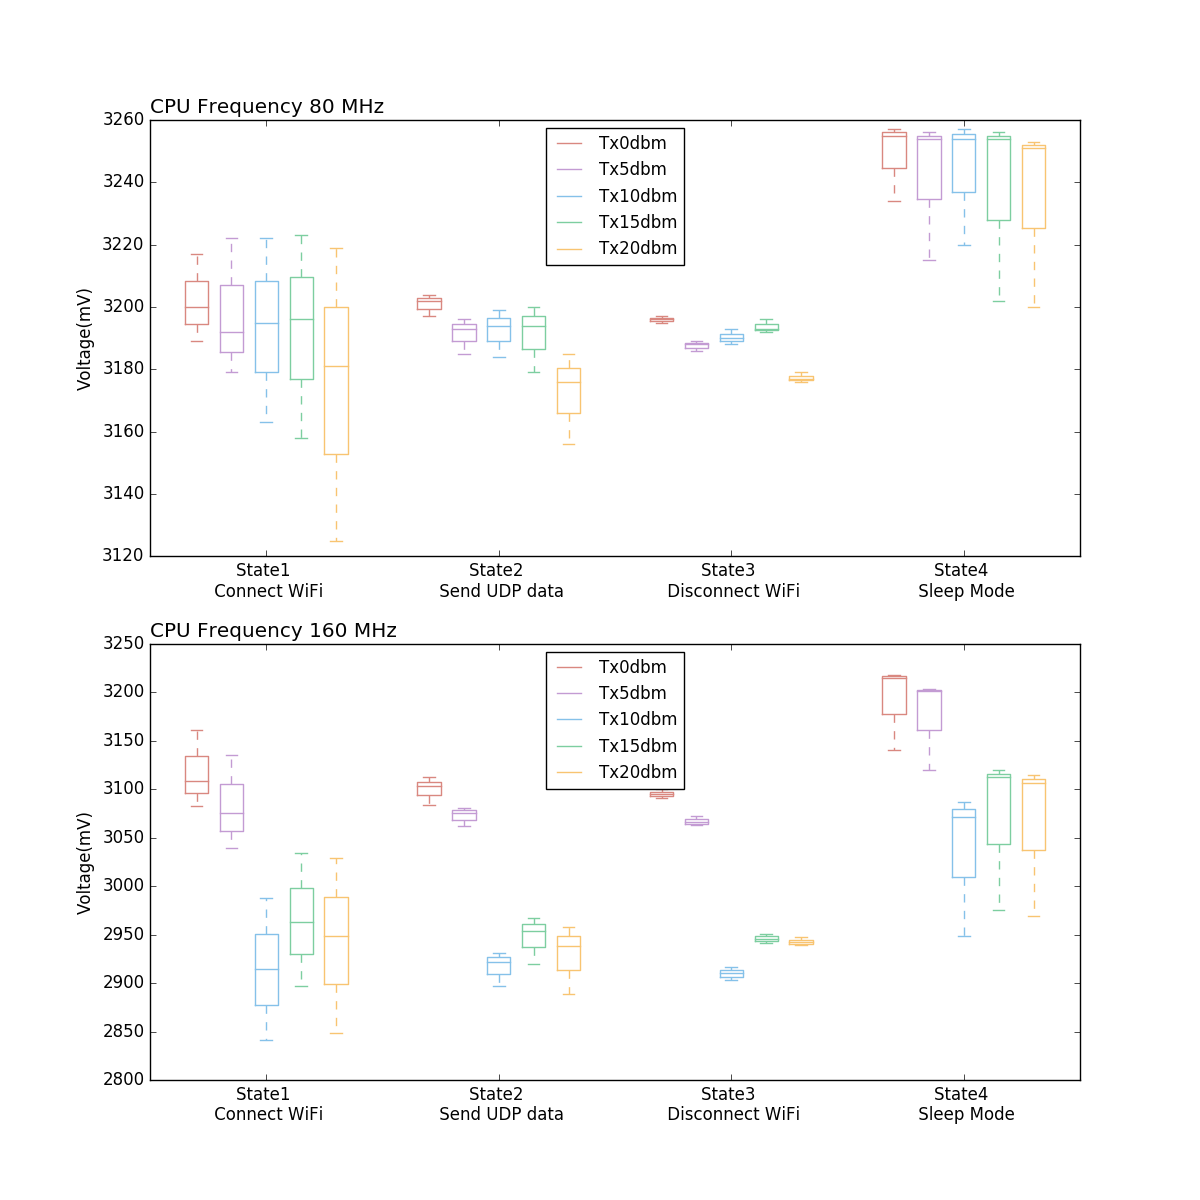 CPU Frequency 80 MHz
3260
3240
3220
3200
3180
3160
3140
3120
Voltage(mV)
Tx0dbm
Tx5dbm
Tx10dbm
Tx15dbm
Tx20dbm
State1 State2 State3 State4
Connect WiFi Send UDP data Disconnect WiFi Sleep Mode
CPU Frequency 160 MHz
3250
3200
3150
3100
3050
3000
2950
2900
2850
2800
Voltage(mV)
Tx0dbm
Tx5dbm
Tx10dbm
Tx15dbm
Tx20dbm
State1 State2 State3 State4
Connect WiFi Send UDP data Disconnect WiFi Sleep Mode